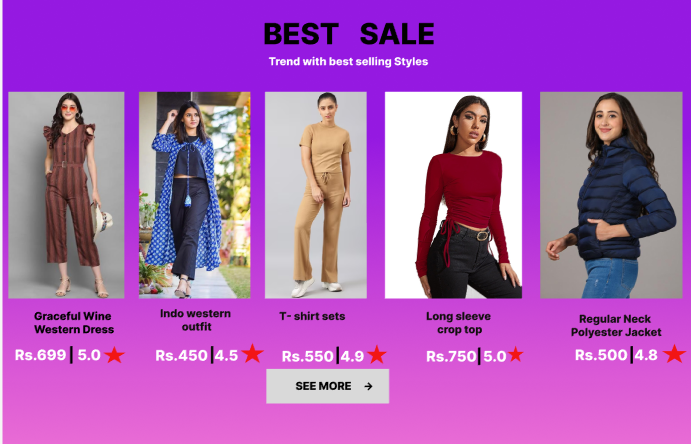 BEST SALE
Trend with best selling Styles
Graceful Wine
Western Dress
Rs.699 | 5.0
Indo western
outfit
Rs.450 | 4.5
T- shirt sets
Rs.550 | 4.9
Long sleeve
crop top
Rs.750 | 5.0
Regular Neck
Polyester Jacket
Rs.500 | 4.8
SEE MORE →